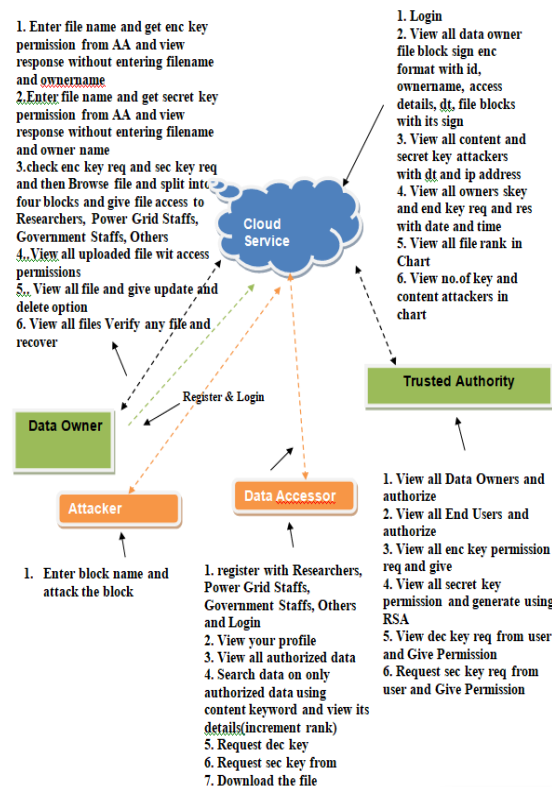 1. Enter file name and get enc key
permission from AA and view
response without entering filename
and ownername
2.Enter file name and get secret key
permission from AA and view
response without entering filename
and owner name
3.check enc key req and sec key req
and then Browse file and split into
four blocks and give file access to
Researchers, Power Grid Staffs,
Government Staffs, Others
4..View all uploaded file wit access
permissions
5.. View all file and give update and
delete option
6. View all files Verify any file and
recover
1. Login
2. View all data owner
file block sign enc
format with id,
ownername, access
details, dt, file blocks
with its sign
3. View all content and
secret key attackers
with dt and ip address
4. View all owners skey
and end key req and res
with date and time
5. View all file rank in
Chart
6. View no.of key and
content attackers in
chart
Cloud
Service
Trusted Authority
Register & Login
Data Owner
Attacker
Data Accessor
1. Enter block name and
attack the block
1. register with Researchers,
Power Grid Staffs,
Government Staffs, Others
and Login
2. View your profile
3. View all authorized data
4. Search data on only
authorized data using
content keyword and view its
details(increment rank)
5. Request dec key
6. Request sec key from
7. Download the file
1. View all Data Owners and
authorize
2. View all End Users and
authorize
3. View all enc key permission
req and give
4. View all secret key
permission and generate using
RSA
5. View dec key req from user
and Give Permission
6. Request sec key req from
user and Give Permission